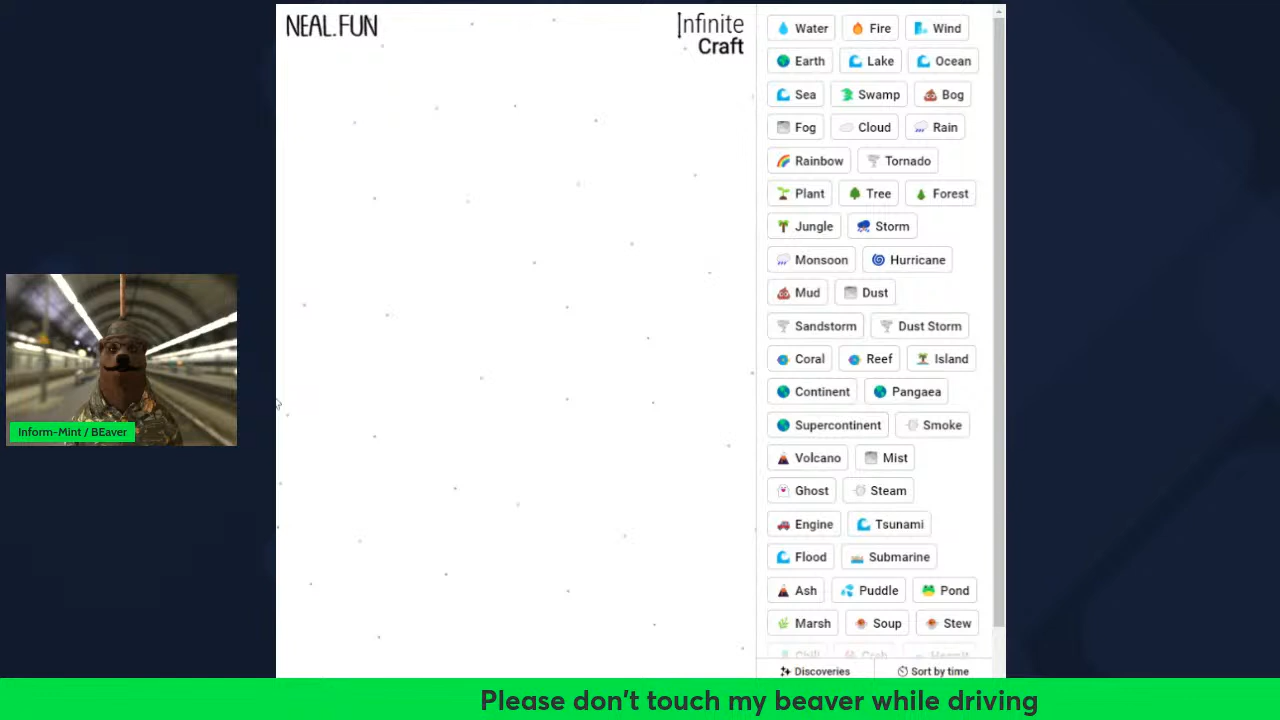 NEAL.FUN
Infinite
Craft
Water Fire Wind
Earth Lake Ocean
Sea Swamp Bog
Fog Cloud Rain
Rainbow Tornado
Plant Tree Forest
Jungle Storm
Monsoon Hurricane
Mud Dust
Sandstorm Dust Storm
Coral Reef Island
Continent Pangaea
Supercontinent Smoke
Volcano Mist
Ghost Steam
Engine Tsunami
Flood Submarine
Ash Puddle Pond
Marsh Soup Stew
Chili Crab Hermit
Discoveries Sort by time
Inform-Mint / BEaver
Please don't touch my beaver while driving